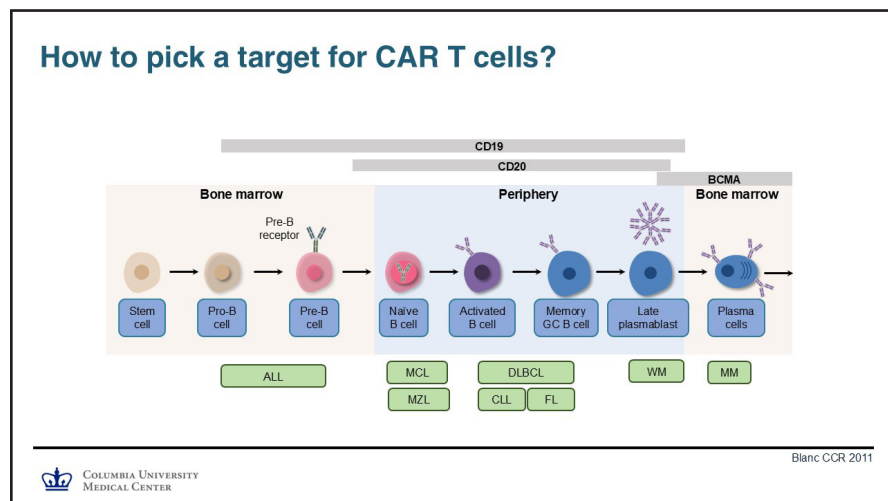 How to pick a target for CAR T cells?
CD19
CD20
BCMA
Bone marrow
Periphery
Bone marrow
Pre-B
receptor
Stem
cell
Pro-B
cell
Pre-B
cell
Naïve
B cell
Activated
B cell
Memory
GC B cell
Late
plasmablast
Plasma
cells
ALL
MCL
DLBCL
WM
MM
MZL
CLL
FL
Blanc CCR 2011
COLUMBIA UNIVERSITY
MEDICAL CENTER